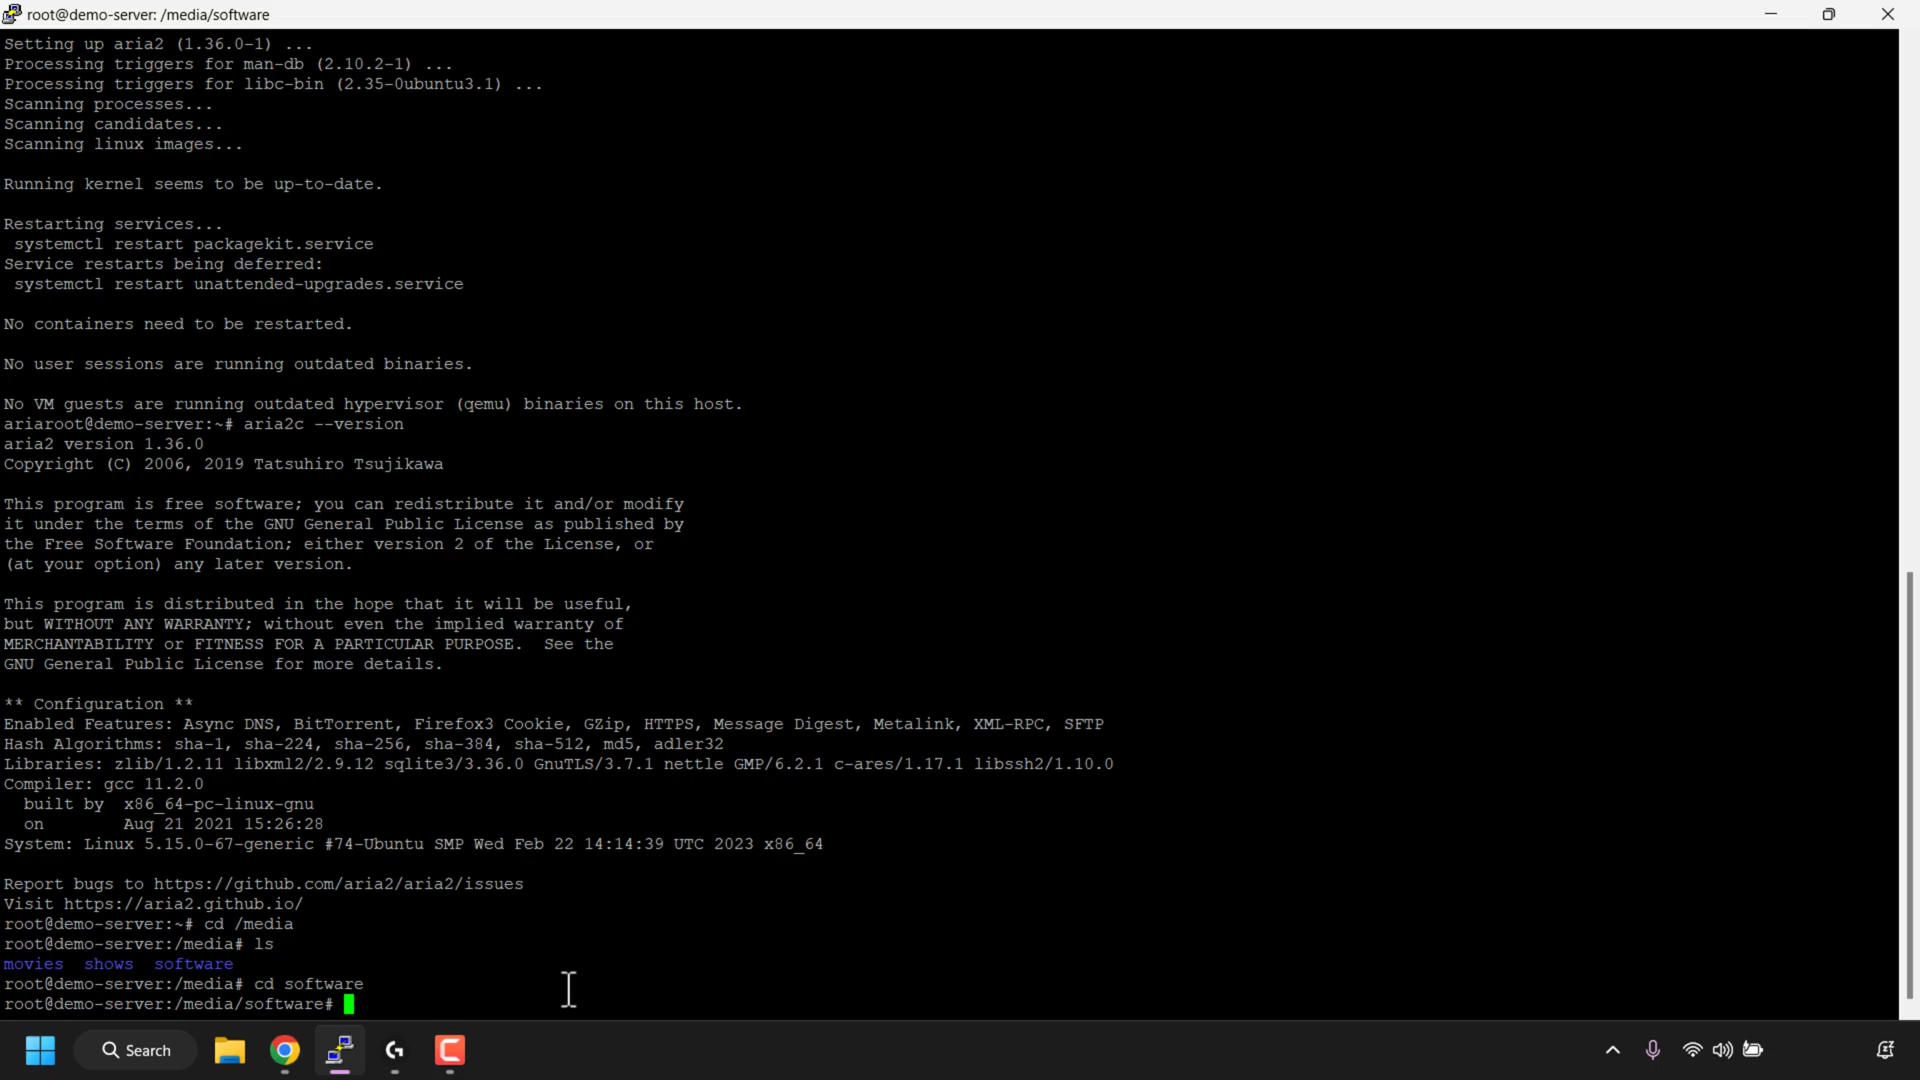 root@demo-server: /media/software
Setting up aria2 (1.36.0-1) ...
Processing triggers for man-db (2.10.2-1) ...
Processing triggers for libc-bin (2.35-0ubuntu3.1) ...
Scanning processes...
Scanning candidates...
Scanning linux images...
Running kernel seems to be up-to-date.
Restarting services...
 systemctl restart packagekit.service
Service restarts being deferred:
 systemctl restart unattended-upgrades.service
No containers need to be restarted.
No user sessions are running outdated binaries.
No VM guests are running outdated hypervisor (qemu) binaries on this host.
ariaroot@demo-server:~# aria2c --version
aria2 version 1.36.0
Copyright (C) 2006, 2019 Tatsuhiro Tsujikawa
This program is free software; you can redistribute it and/or modify
it under the terms of the GNU General Public License as published by
the Free Software Foundation; either version 2 of the License, or
(at your option) any later version.
This program is distributed in the hope that it will be useful,
but WITHOUT ANY WARRANTY; without even the implied warranty of
MERCHANTABILITY or FITNESS FOR A PARTICULAR PURPOSE.  See the
GNU General Public License for more details.
** Configuration **
Enabled Features: Async DNS, BitTorrent, Firefox3 Cookie, GZip, HTTPS, Message Digest, Metalink, XML-RPC, SFTP
Hash Algorithms: sha-1, sha-224, sha-256, sha-384, sha-512, md5, adler32
Libraries: zlib/1.2.11 libxml2/2.9.12 sqlite3/3.36.0 GnuTLS/3.7.1 nettle GMP/6.2.1 c-ares/1.17.1 libssh2/1.10.0
Compiler: gcc 11.2.0
  built by  x86_64-pc-linux-gnu
  on        Aug 21 2021 15:26:28
System: Linux 5.15.0-67-generic #74-Ubuntu SMP Wed Feb 22 14:14:39 UTC 2023 x86_64
Report bugs to https://github.com/aria2/aria2/issues
Visit https://aria2.github.io/
root@demo-server:~# cd /media
root@demo-server:/media# ls
movies  shows  software
root@demo-server:/media# cd software
root@demo-server:/media/software#
Search